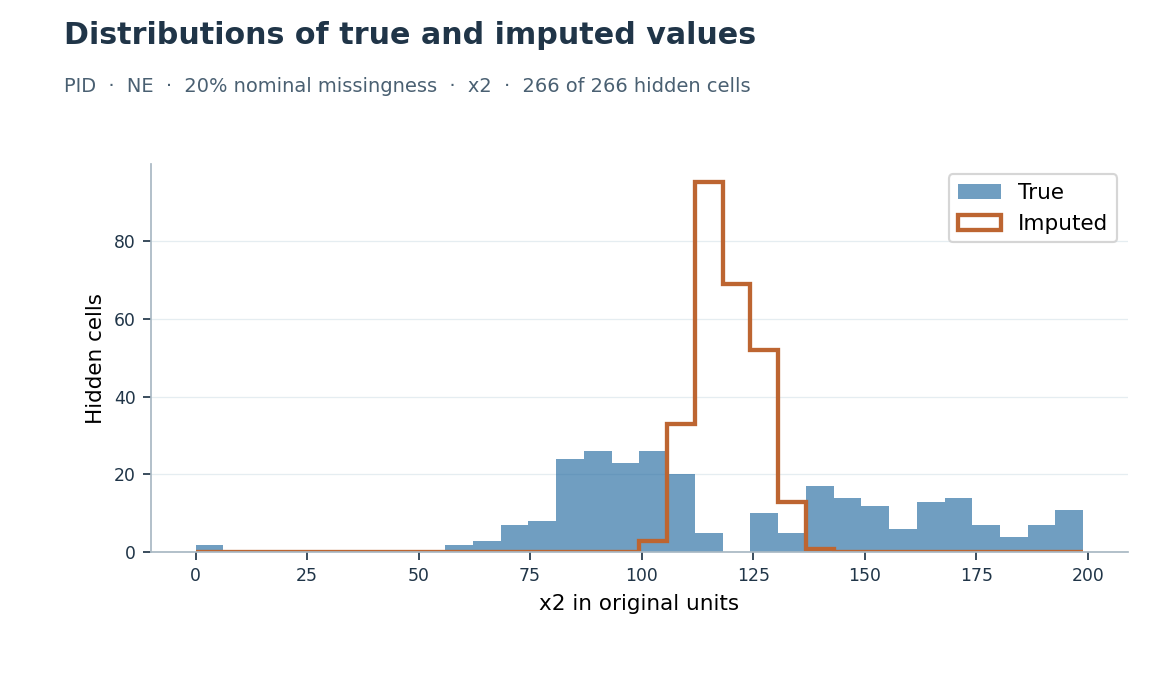 Distributions of true and imputed values
PID · NE · 20% nominal missingness · x2 · 266 of 266 hidden cells
True
Imputed
Hidden cells
80
60
40
20
0
0 25 50 75 100 125 150 175 200
x2 in original units